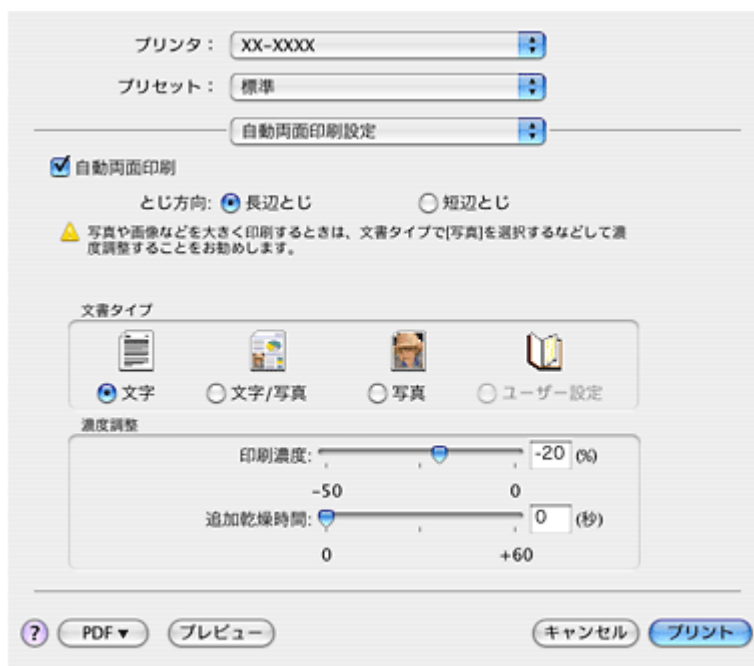 プリンタ： XX-XXXX
プリセット： 標準
自動両面印刷設定
自動両面印刷
とじ方向: 長辺とじ 短辺とじ
写真や画像などを大きく印刷するときは、文書タイプで[写真]を選択するなどして濃
度調整することをお勧めします。
文書タイプ
文字 文字/写真 写真 ユーザー設定
濃度調整
印刷濃度: -20 (%)
-50 0
追加乾燥時間: 0 (秒)
0 +60
? PDF▼ プレビュー キャンセル プリント